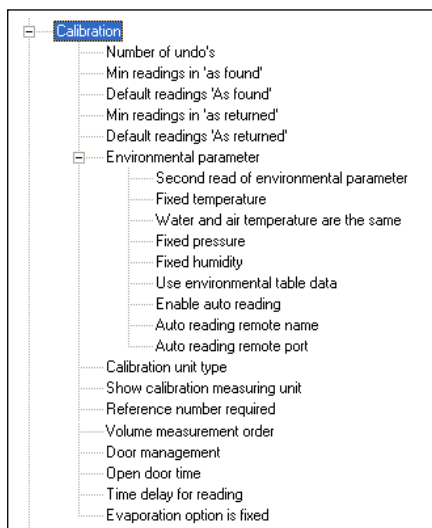 Calibration
Number of undo's
Min readings in 'as found'
Default readings 'As found'
Min readings in 'as returned'
Default readings 'As returned'
Environmental parameter
Second read of environmental parameter
Fixed temperature
Water and air temperature are the same
Fixed pressure
Fixed humidity
Use environmental table data
Enable auto reading
Auto reading remote name
Auto reading remote port
Calibration unit type
Show calibration measuring unit
Reference number required
Volume measurement order
Door management
Open door time
Time delay for reading
Evaporation option is fixed